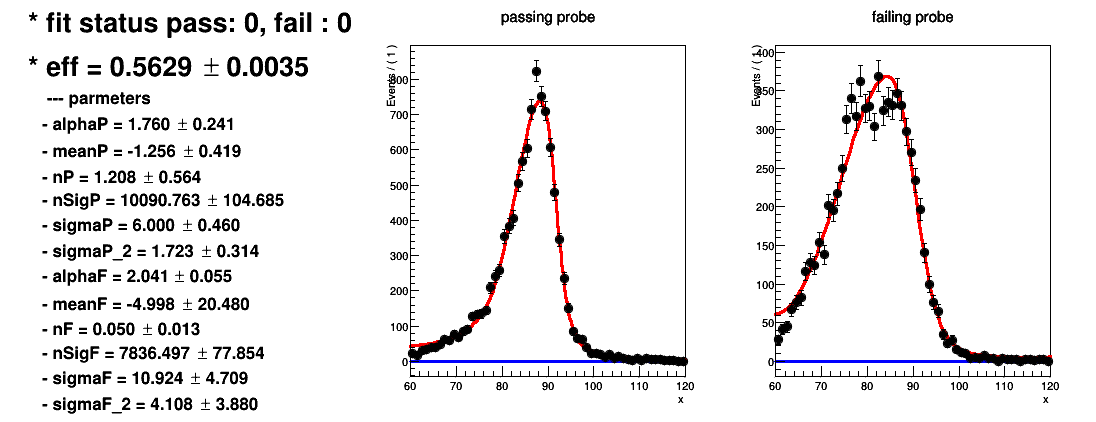 * fit status pass: 0, fail : 0
* eff = 0.5629 ± 0.0035
--- parmeters
- alphaP = 1.760 ± 0.241
- meanP = -1.256 ± 0.419
- nP = 1.208 ± 0.564
- nSigP = 10090.763 ± 104.685
- sigmaP = 6.000 ± 0.460
- sigmaP_2 = 1.723 ± 0.314
- alphaF = 2.041 ± 0.055
- meanF = -4.998 ± 20.480
- nF = 0.050 ± 0.013
- nSigF = 7836.497 ± 77.854
- sigmaF = 10.924 ± 4.709
- sigmaF_2 = 4.108 ± 3.880
passing probe
Events / ( 1 )
800
700
600
500
400
300
200
100
0
60 70 80 90 100 110 120
x
failing probe
Events / ( 1 )
400
350
300
250
200
150
100
50
0
60 70 80 90 100 110 120
x